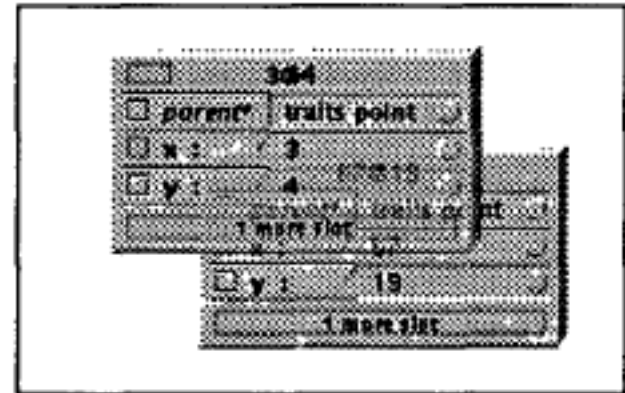 3@4
parent* traits point
x : 3
y : 4
1 more slot
traits point
y : 19
1 more slot